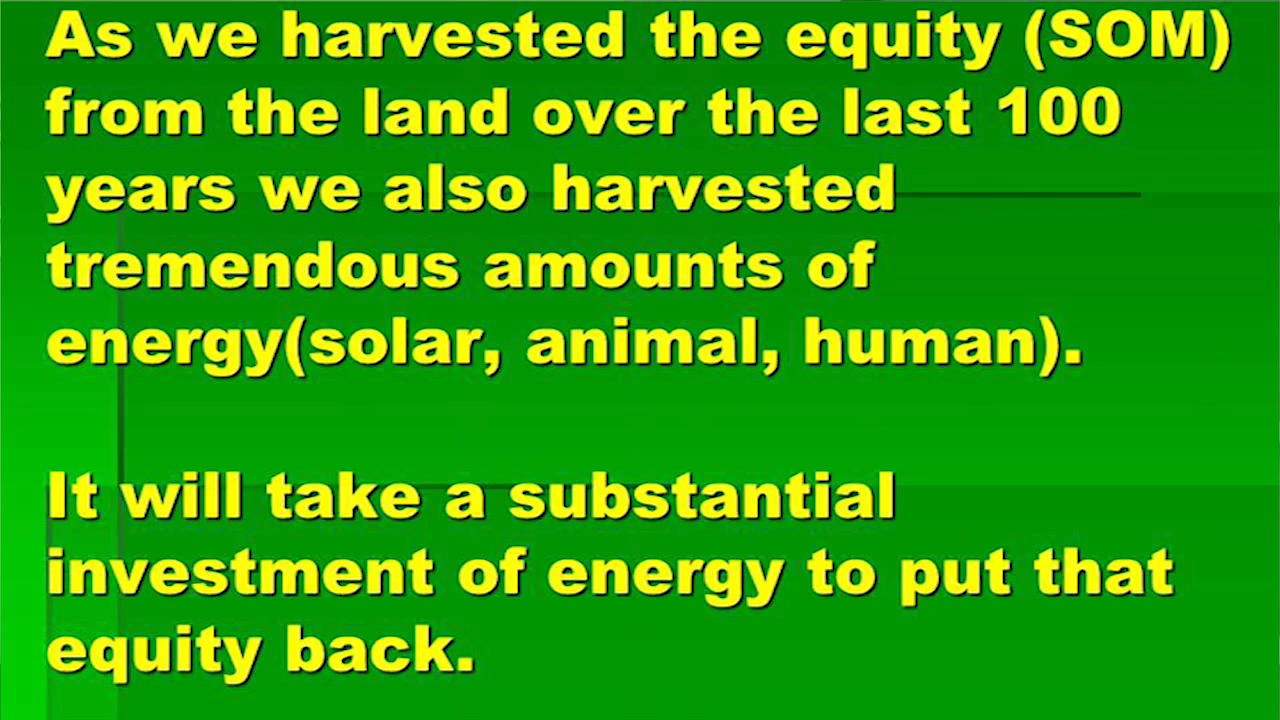 As we harvested the equity (SOM)
from the land over the last 100
years we also harvested
tremendous amounts of
energy(solar, animal, human).
It will take a substantial
investment of energy to put that
equity back.